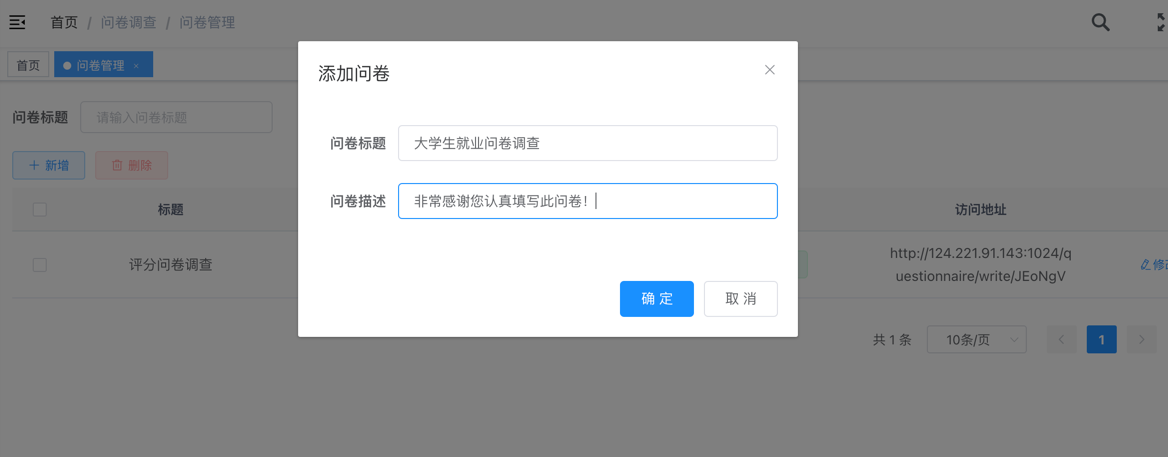 首页 / 问卷调查 / 问卷管理
首页 问卷管理 ×
问卷标题 请输入问卷标题
+ 新增 删除
标题 访问地址
评分问卷调查 http://124.221.91.143:1024/q
uestionnaire/write/JEoNgV 修改
共 1 条 10条/页 1
添加问卷
问卷标题 大学生就业问卷调查
问卷描述 非常感谢您认真填写此问卷!
确 定 取 消